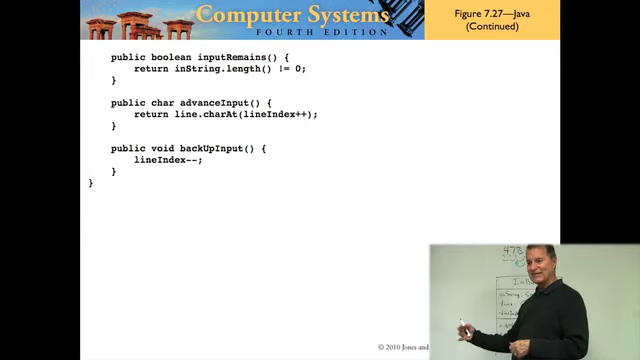 Computer Systems
FOURTH EDITION
Figure 7.27—Java
(Continued)
public boolean inputRemains() {
return inString.length() != 0;
}
public char advanceInput() {
return line.charAt(lineIndex++);
}
public void backUpInput() {
lineIndex--;
}
}
© 2010 Jones and